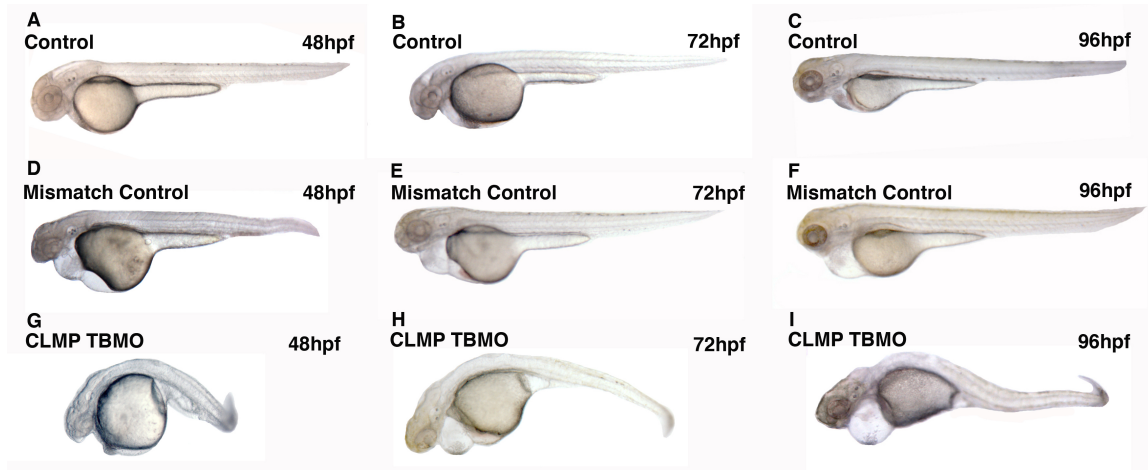 A
Control 48hpf
B
Control 72hpf
C
Control 96hpf
D
Mismatch Control 48hpf
E
Mismatch Control 72hpf
F
Mismatch Control 96hpf
G
CLMP TBMO 48hpf
H
CLMP TBMO 72hpf
I
CLMP TBMO 96hpf